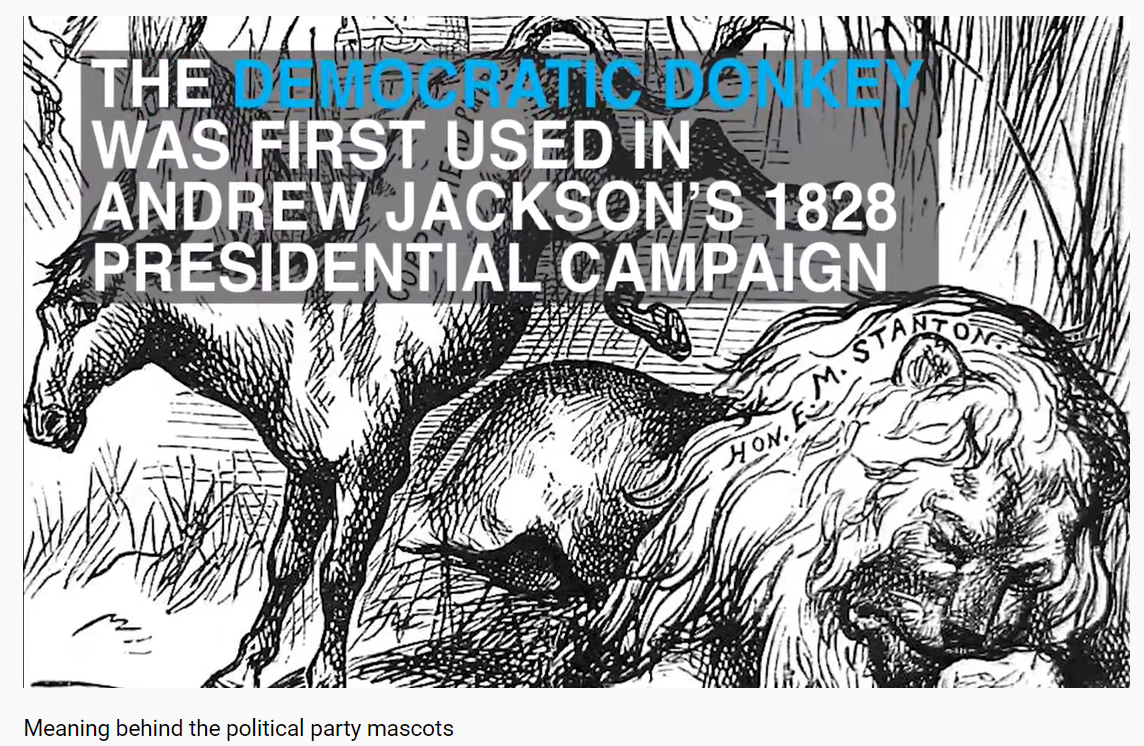 THE DEMOCRATIC DONKEY
WAS FIRST USED IN
ANDREW JACKSON'S 1828
PRESIDENTIAL CAMPAIGN
HON. E. M. STANTON.
Meaning behind the political party mascots